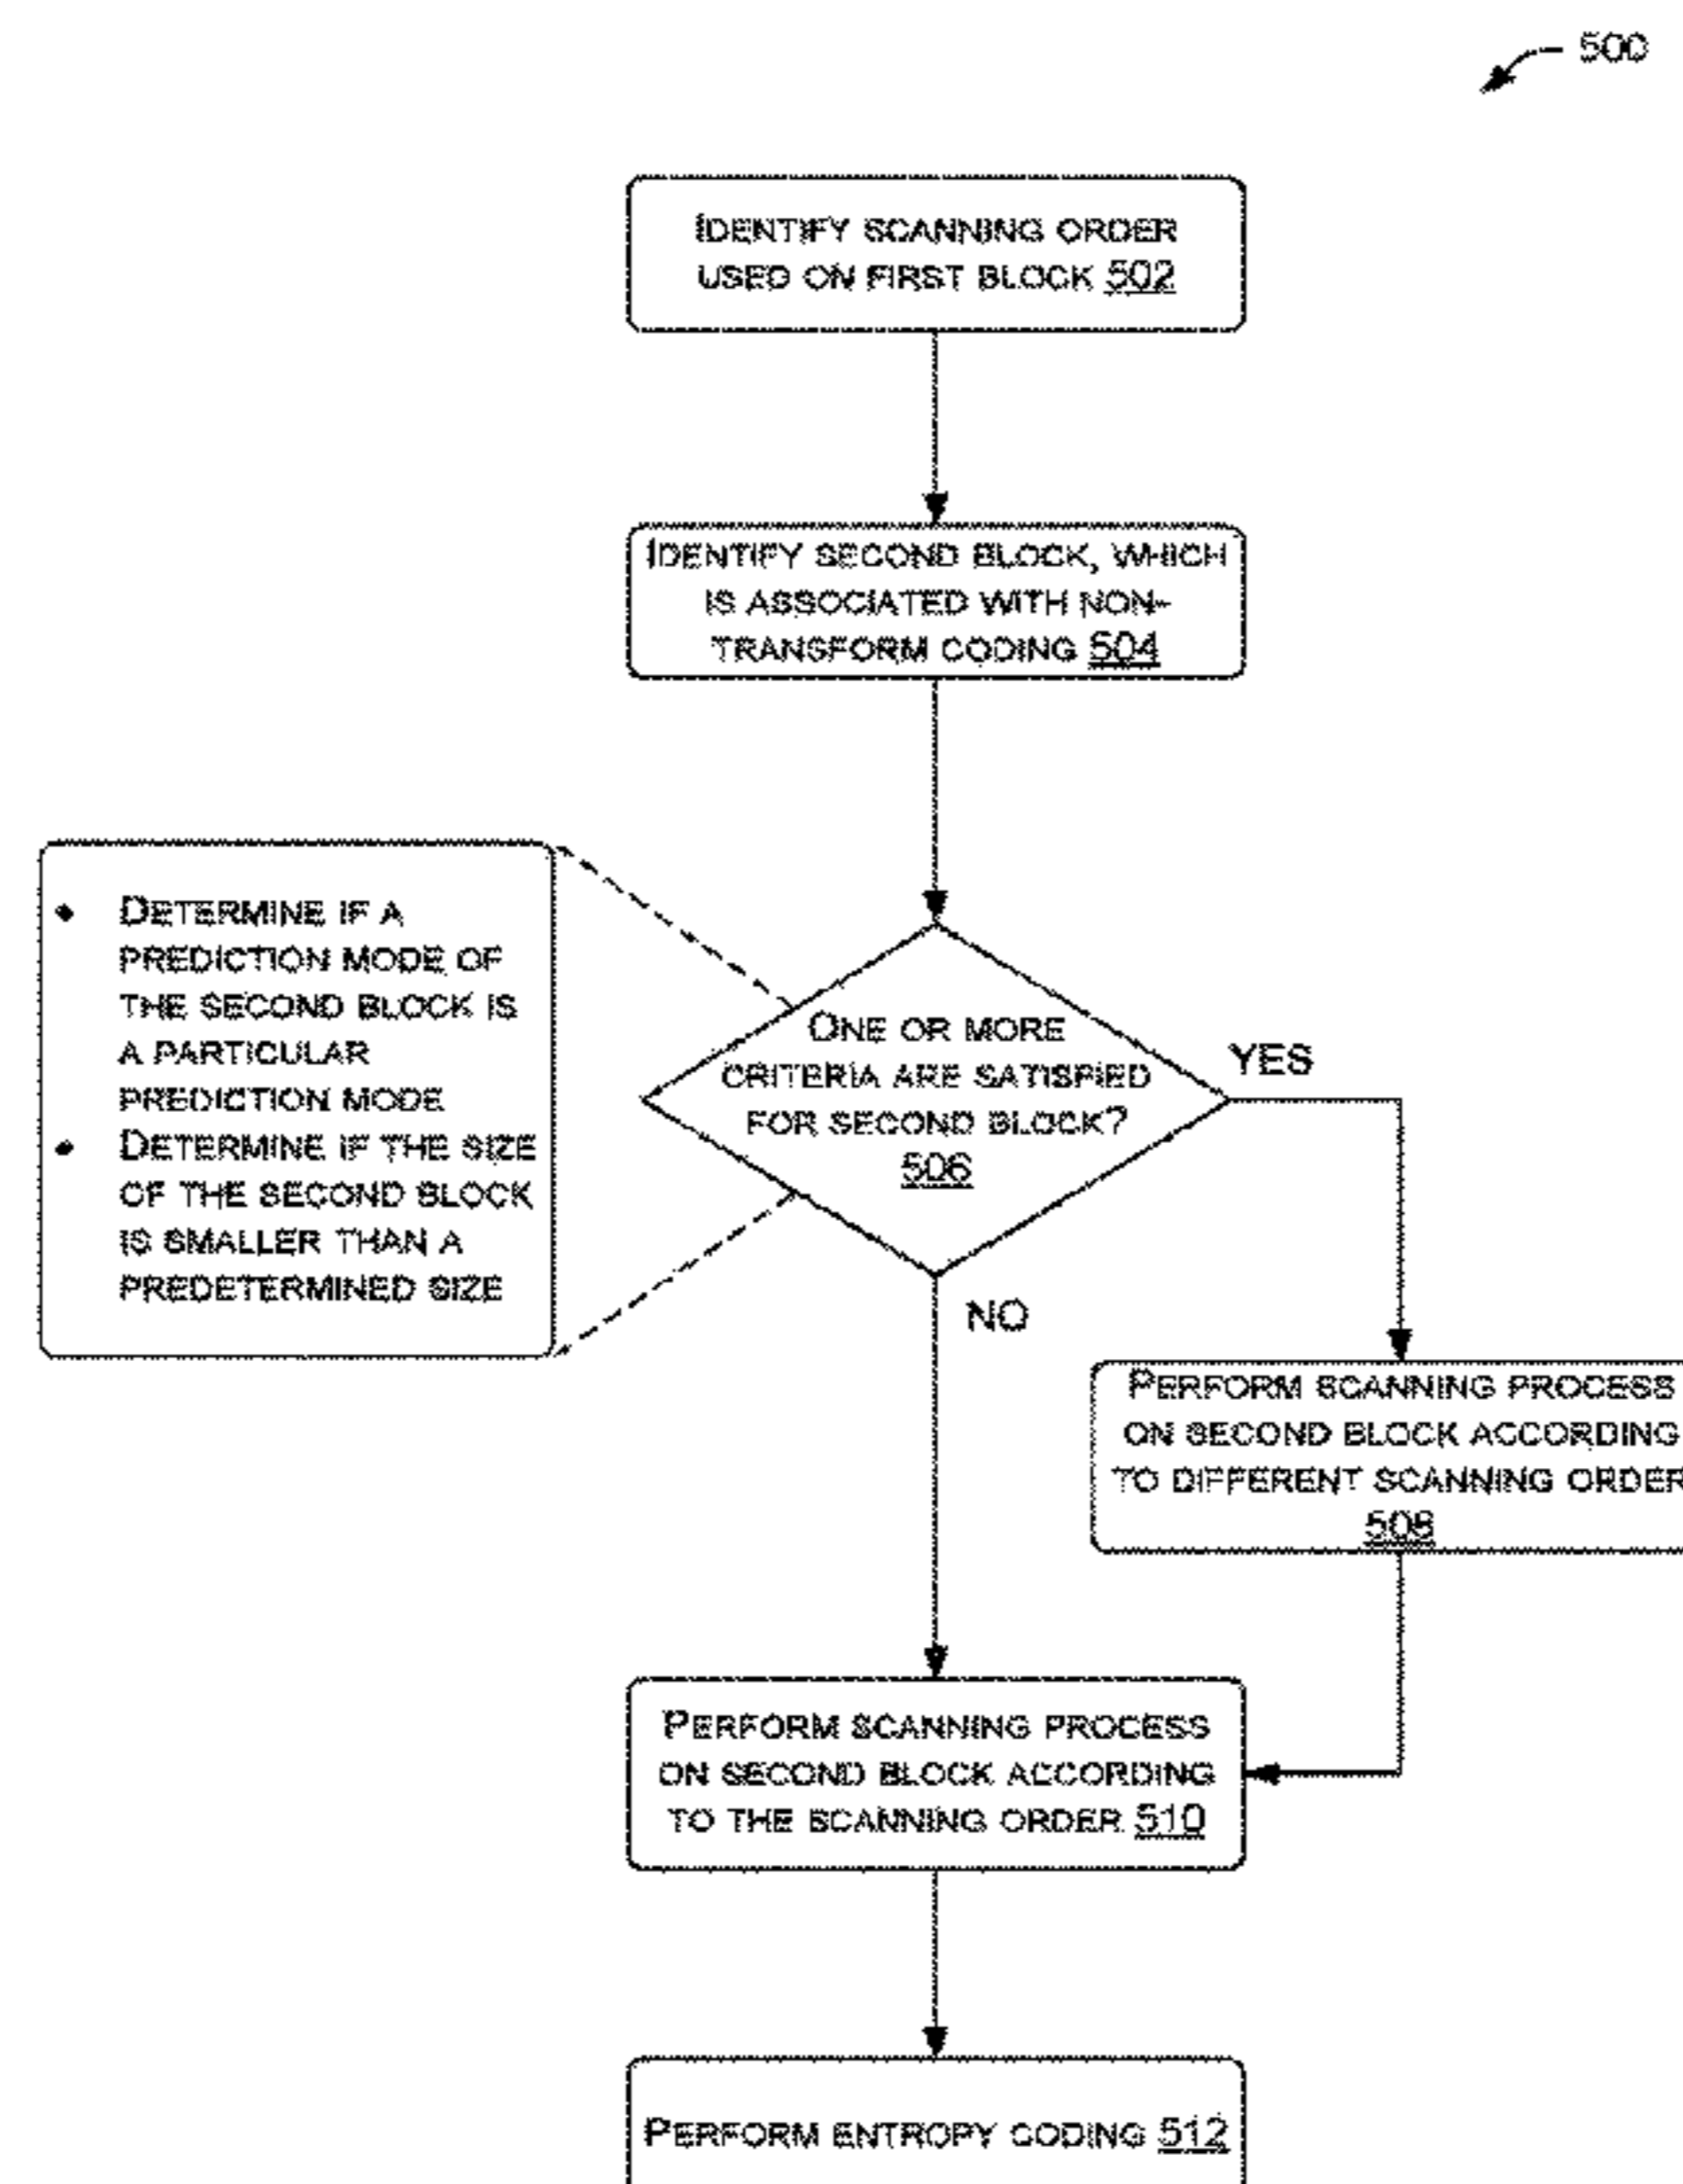 500
IDENTIFY SCANNING ORDER
USED ON FIRST BLOCK 502
IDENTIFY SECOND BLOCK, WHICH
IS ASSOCIATED WITH NON-
TRANSFORM CODING 504
• DETERMINE IF A
PREDICTION MODE OF
THE SECOND BLOCK IS
A PARTICULAR
PREDICTION MODE
• DETERMINE IF THE SIZE
OF THE SECOND BLOCK
IS SMALLER THAN A
PREDETERMINED SIZE
ONE OR MORE
CRITERIA ARE SATISFIED
FOR SECOND BLOCK?
506
YES
NO
PERFORM SCANNING PROCESS
ON SECOND BLOCK ACCORDING
TO DIFFERENT SCANNING ORDER
508
PERFORM SCANNING PROCESS
ON SECOND BLOCK ACCORDING
TO THE SCANNING ORDER 510
PERFORM ENTROPY CODING 512